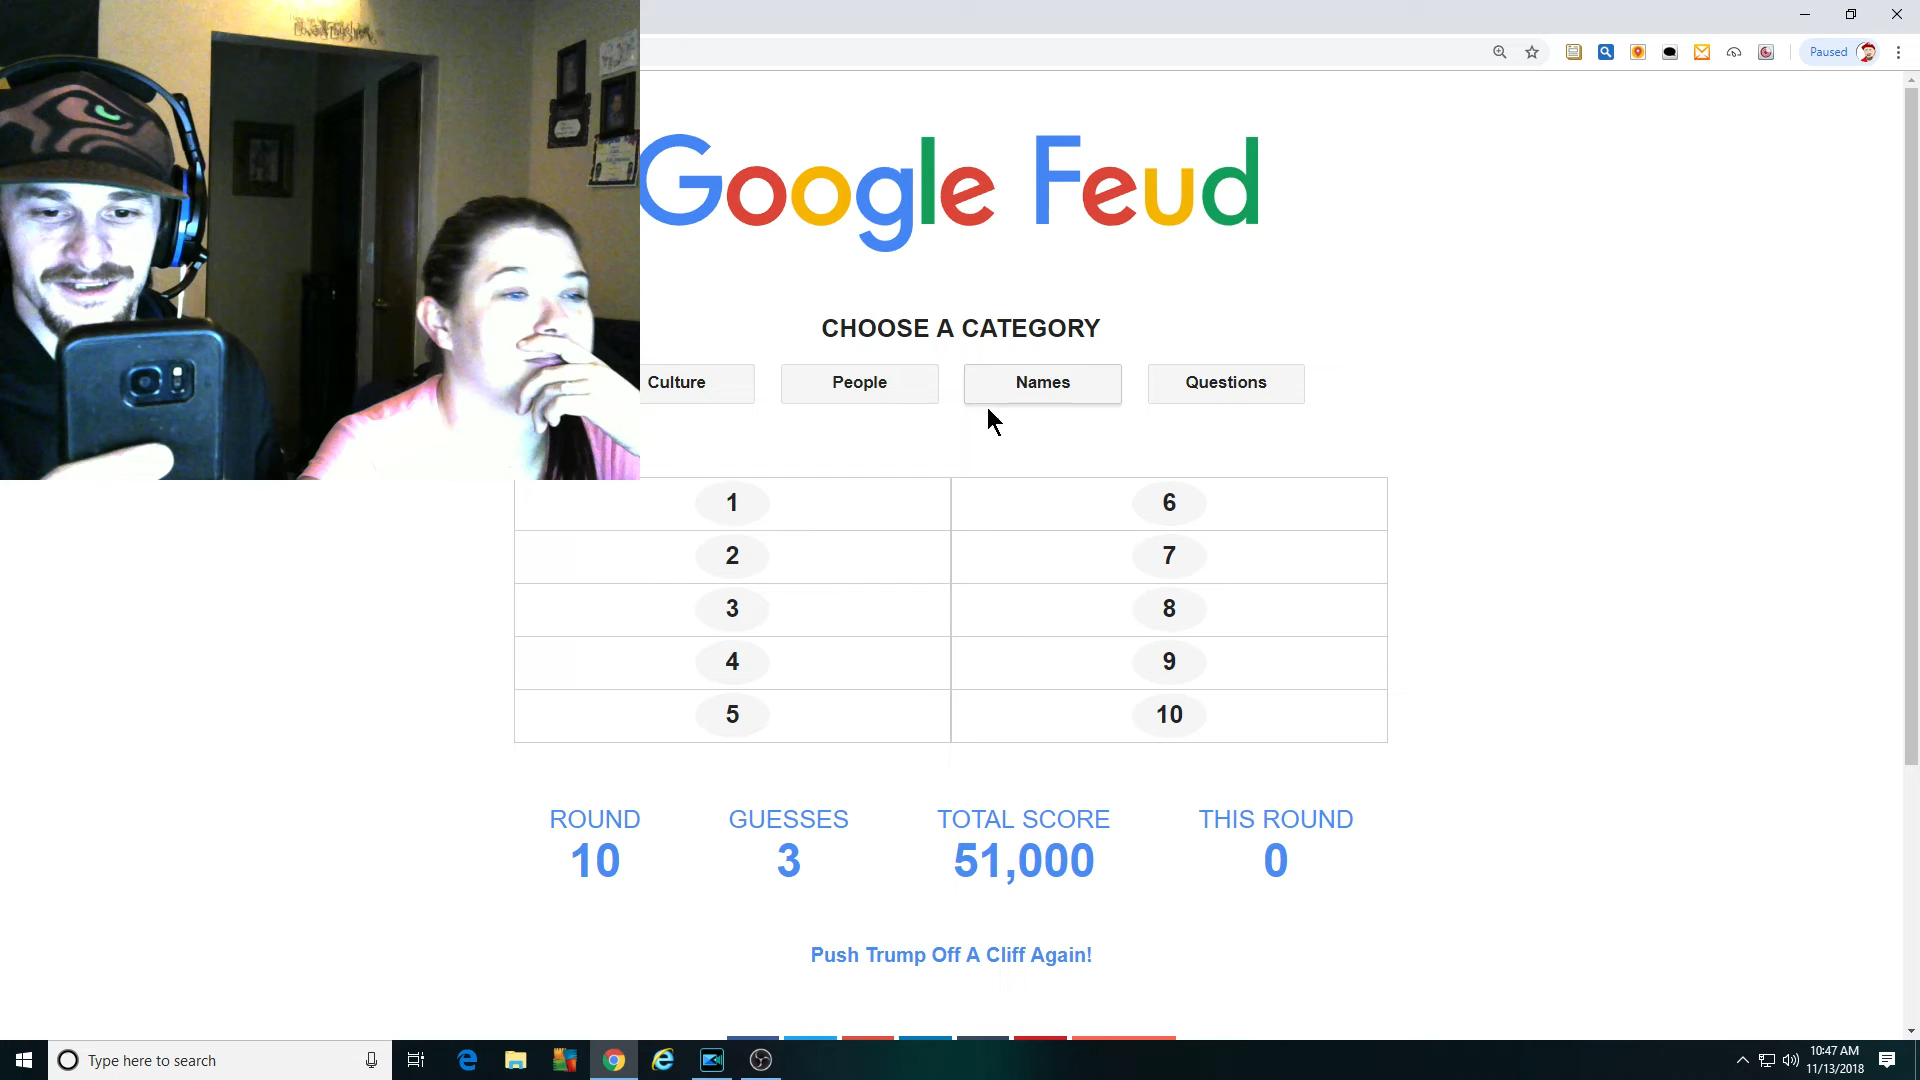 Paused
Google Feud
CHOOSE A CATEGORY
Culture
People
Names
Questions
1
6
2
7
3
8
4
9
5
10
ROUND
GUESSES
TOTAL SCORE
THIS ROUND
10
3
51,000
0
Push Trump Off A Cliff Again!
Type here to search
10:47 AM
11/13/2018